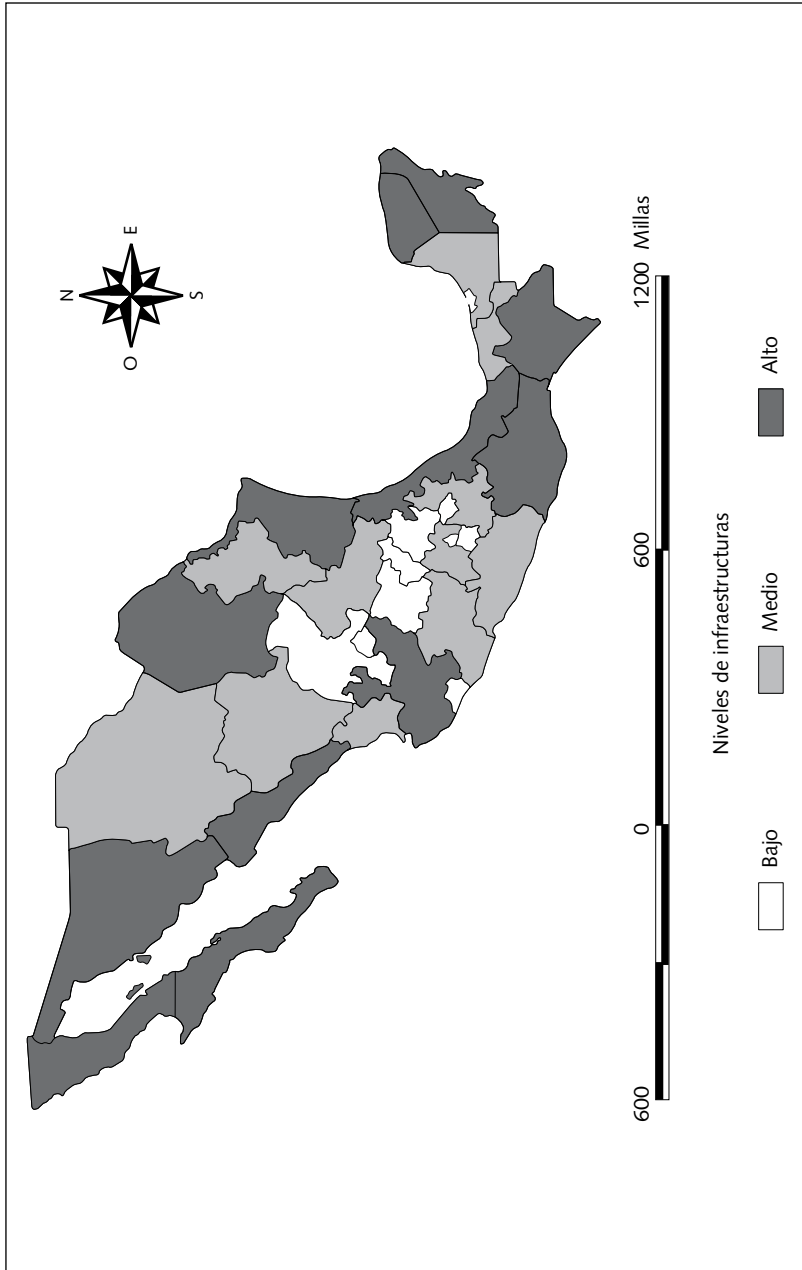 N
O
E
S
600
0
600
1200 Millas
Niveles de infraestructuras
Bajo
Medio
Alto